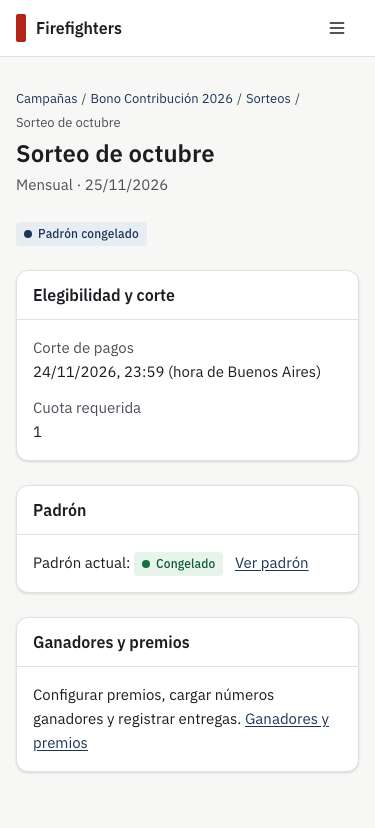 Firefighters
Campañas / Bono Contribución 2026 / Sorteos /
Sorteo de octubre
Sorteo de octubre
Mensual · 25/11/2026
Padrón congelado
Elegibilidad y corte
Corte de pagos
24/11/2026, 23:59 (hora de Buenos Aires)
Cuota requerida
1
Padrón
Padrón actual: Congelado Ver padrón
Ganadores y premios
Configurar premios, cargar números
ganadores y registrar entregas. Ganadores y
premios